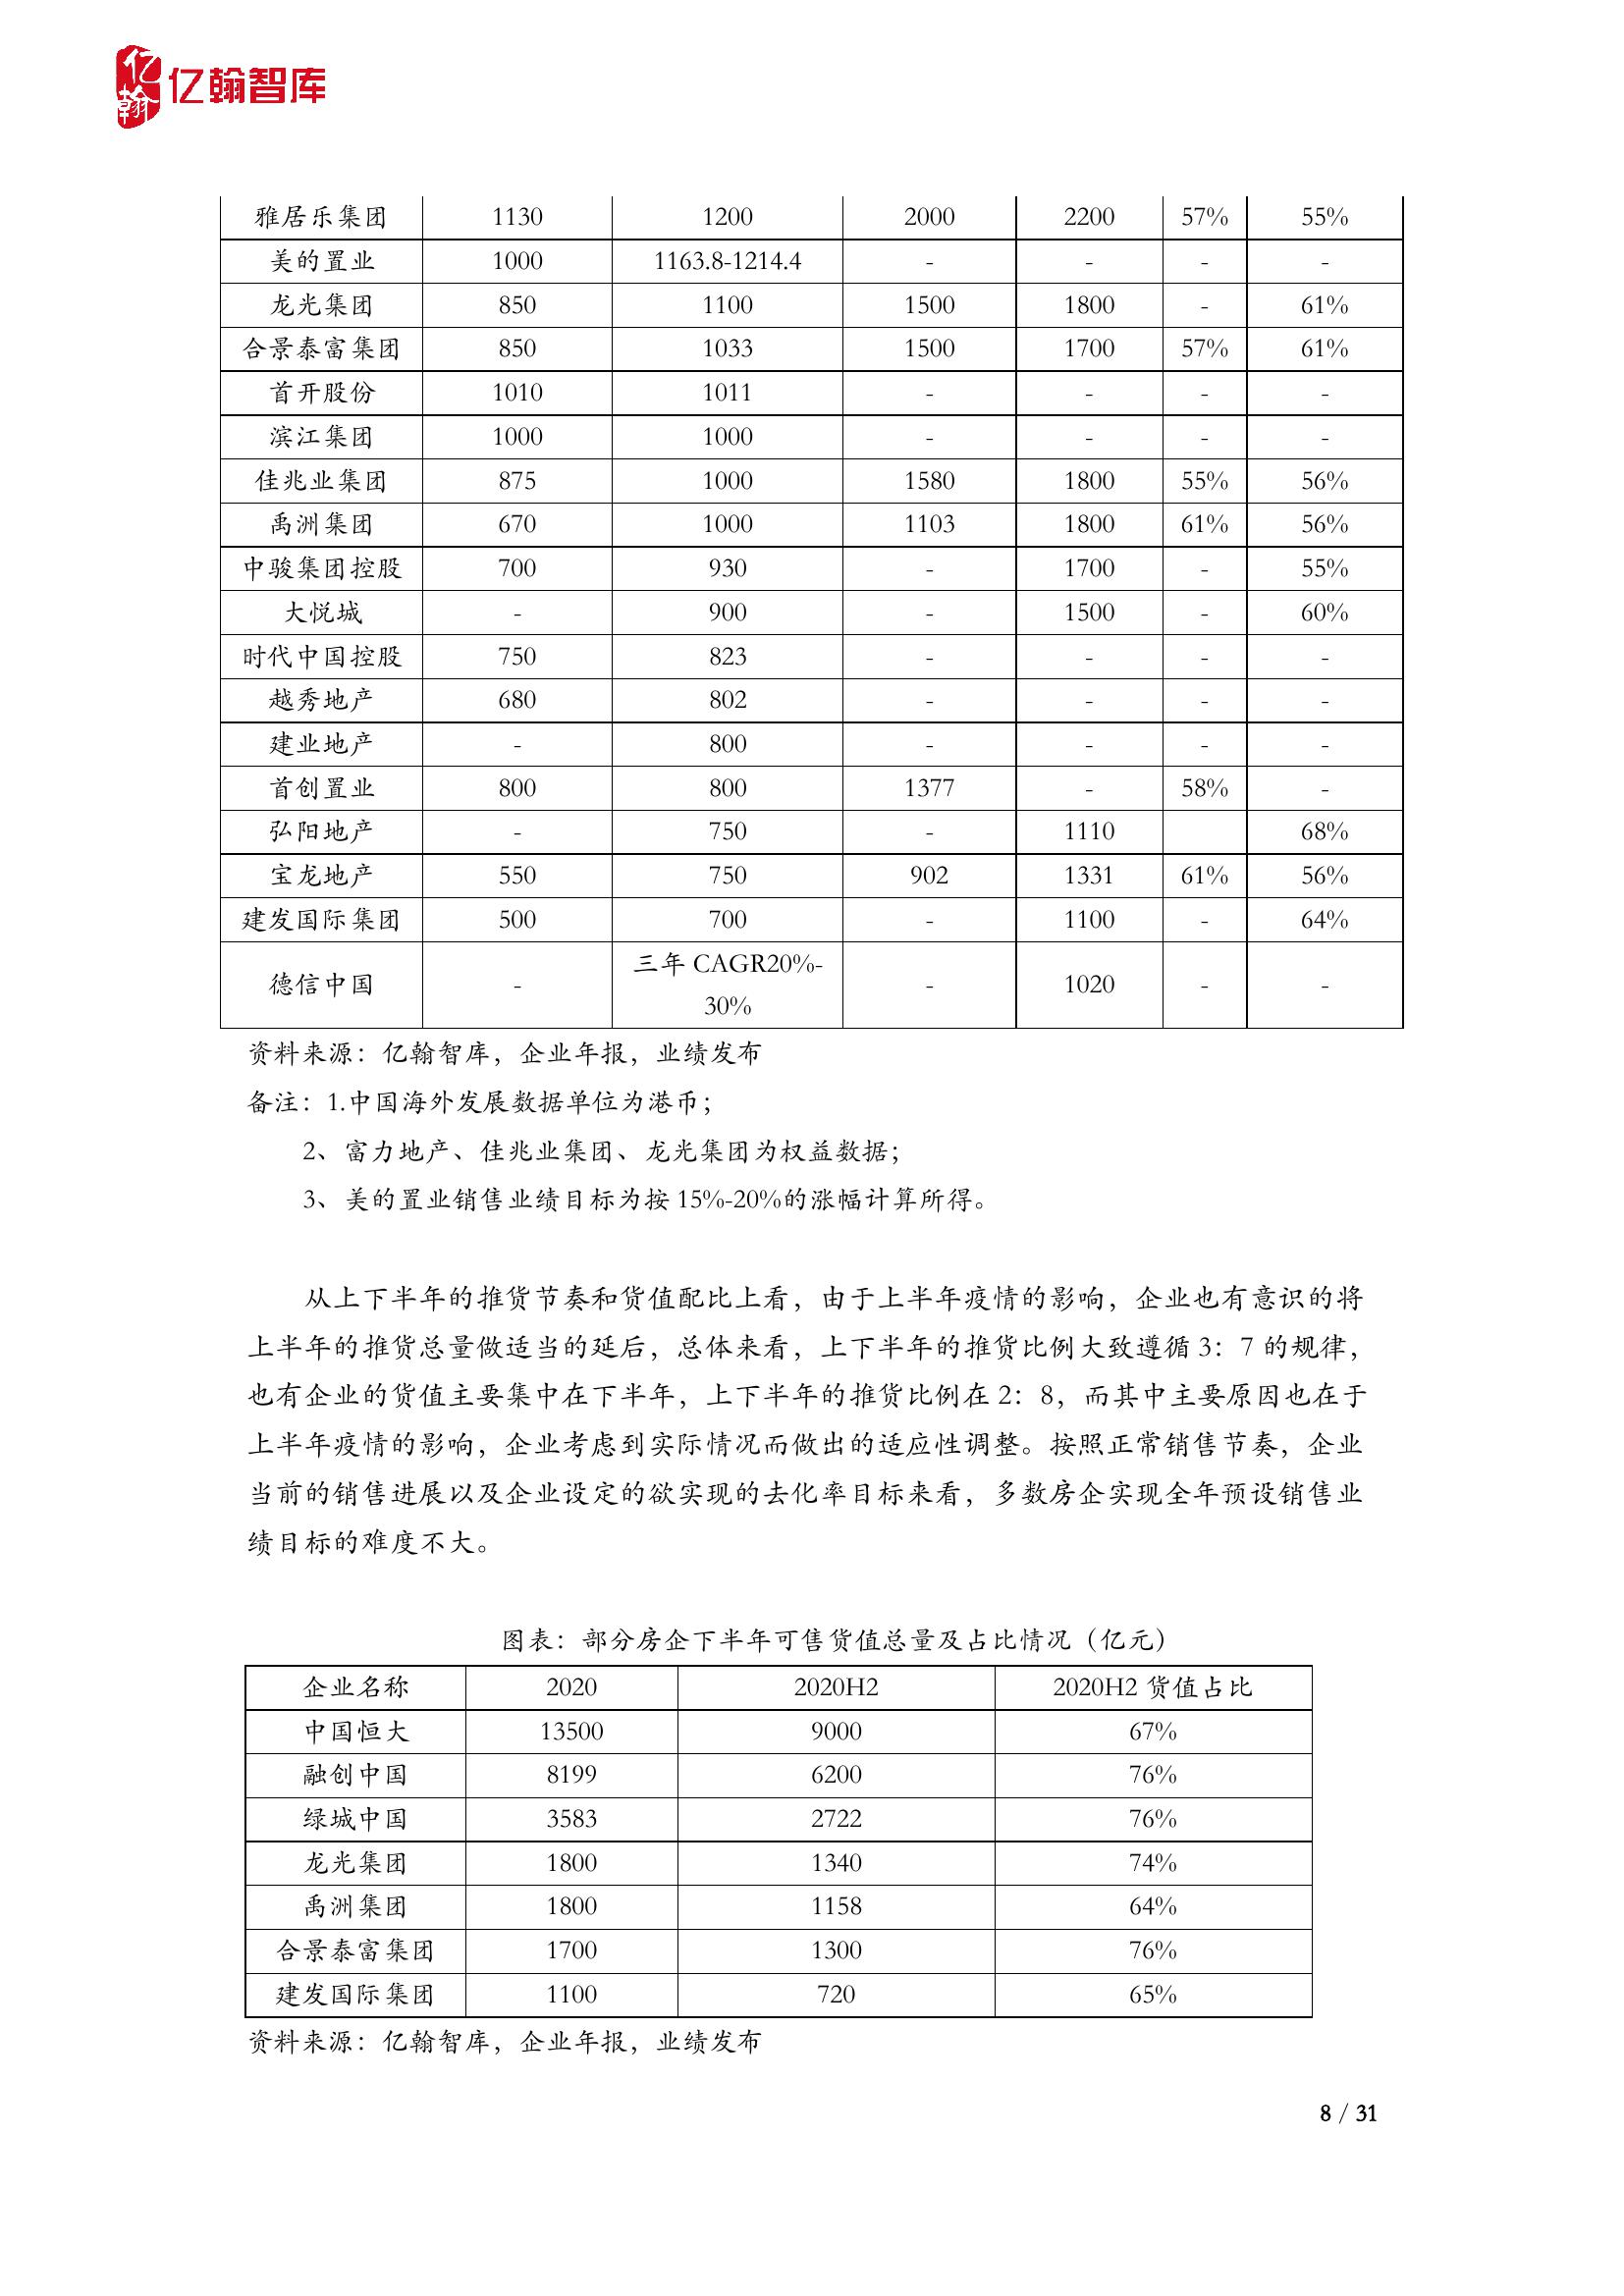 亿翰
亿翰智库
雅居乐集团 1130 1200 2000 2200 57% 55%
美的置业 1000 1163.8-1214.4 - - - -
龙光集团 850 1100 1500 1800 - 61%
合景泰富集团 850 1033 1500 1700 57% 61%
首开股份 1010 1011 - - - -
滨江集团 1000 1000 - - - -
佳兆业集团 875 1000 1580 1800 55% 56%
禹洲集团 670 1000 1103 1800 61% 56%
中骏集团控股 700 930 - 1700 - 55%
大悦城 - 900 - 1500 - 60%
时代中国控股 750 823 - - - -
越秀地产 680 802 - - - -
建业地产 - 800 - - - -
首创置业 800 800 1377 - 58% -
弘阳地产 - 750 - 1110 68%
宝龙地产 550 750 902 1331 61% 56%
建发国际集团 500 700 - 1100 - 64%
德信中国 - 三年 CAGR20%- - 1020 - -
30%
资料来源：亿翰智库，企业年报，业绩发布
备注：1.中国海外发展数据单位为港币；
2、富力地产、佳兆业集团、龙光集团为权益数据；
3、美的置业销售业绩目标为按 15%-20%的涨幅计算所得。
从上下半年的推货节奏和货值配比上看，由于上半年疫情的影响，企业也有意识的将
上半年的推货总量做适当的延后，总体来看，上下半年的推货比例大致遵循 3：7 的规律，
也有企业的货值主要集中在下半年，上下半年的推货比例在 2：8，而其中主要原因也在于
上半年疫情的影响，企业考虑到实际情况而做出的适应性调整。按照正常销售节奏，企业
当前的销售进展以及企业设定的欲实现的去化率目标来看，多数房企实现全年预设销售业
绩目标的难度不大。
图表：部分房企下半年可售货值总量及占比情况（亿元）
企业名称 2020 2020H2 2020H2 货值占比
中国恒大 13500 9000 67%
融创中国 8199 6200 76%
绿城中国 3583 2722 76%
龙光集团 1800 1340 74%
禹洲集团 1800 1158 64%
合景泰富集团 1700 1300 76%
建发国际集团 1100 720 65%
资料来源：亿翰智库，企业年报，业绩发布
8 / 31